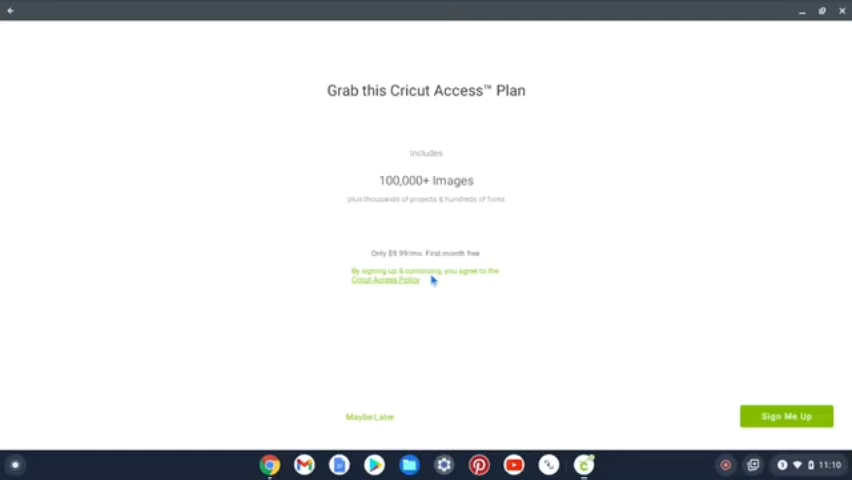 Grab this Cricut Access™ Plan
Includes
100,000+ Images
plus thousands of projects & hundreds of fonts
Only $9.99/mo. First month free
By signing up & continuing, you agree to the
Cricut Access Policy
Maybe Later
Sign Me Up
11:10